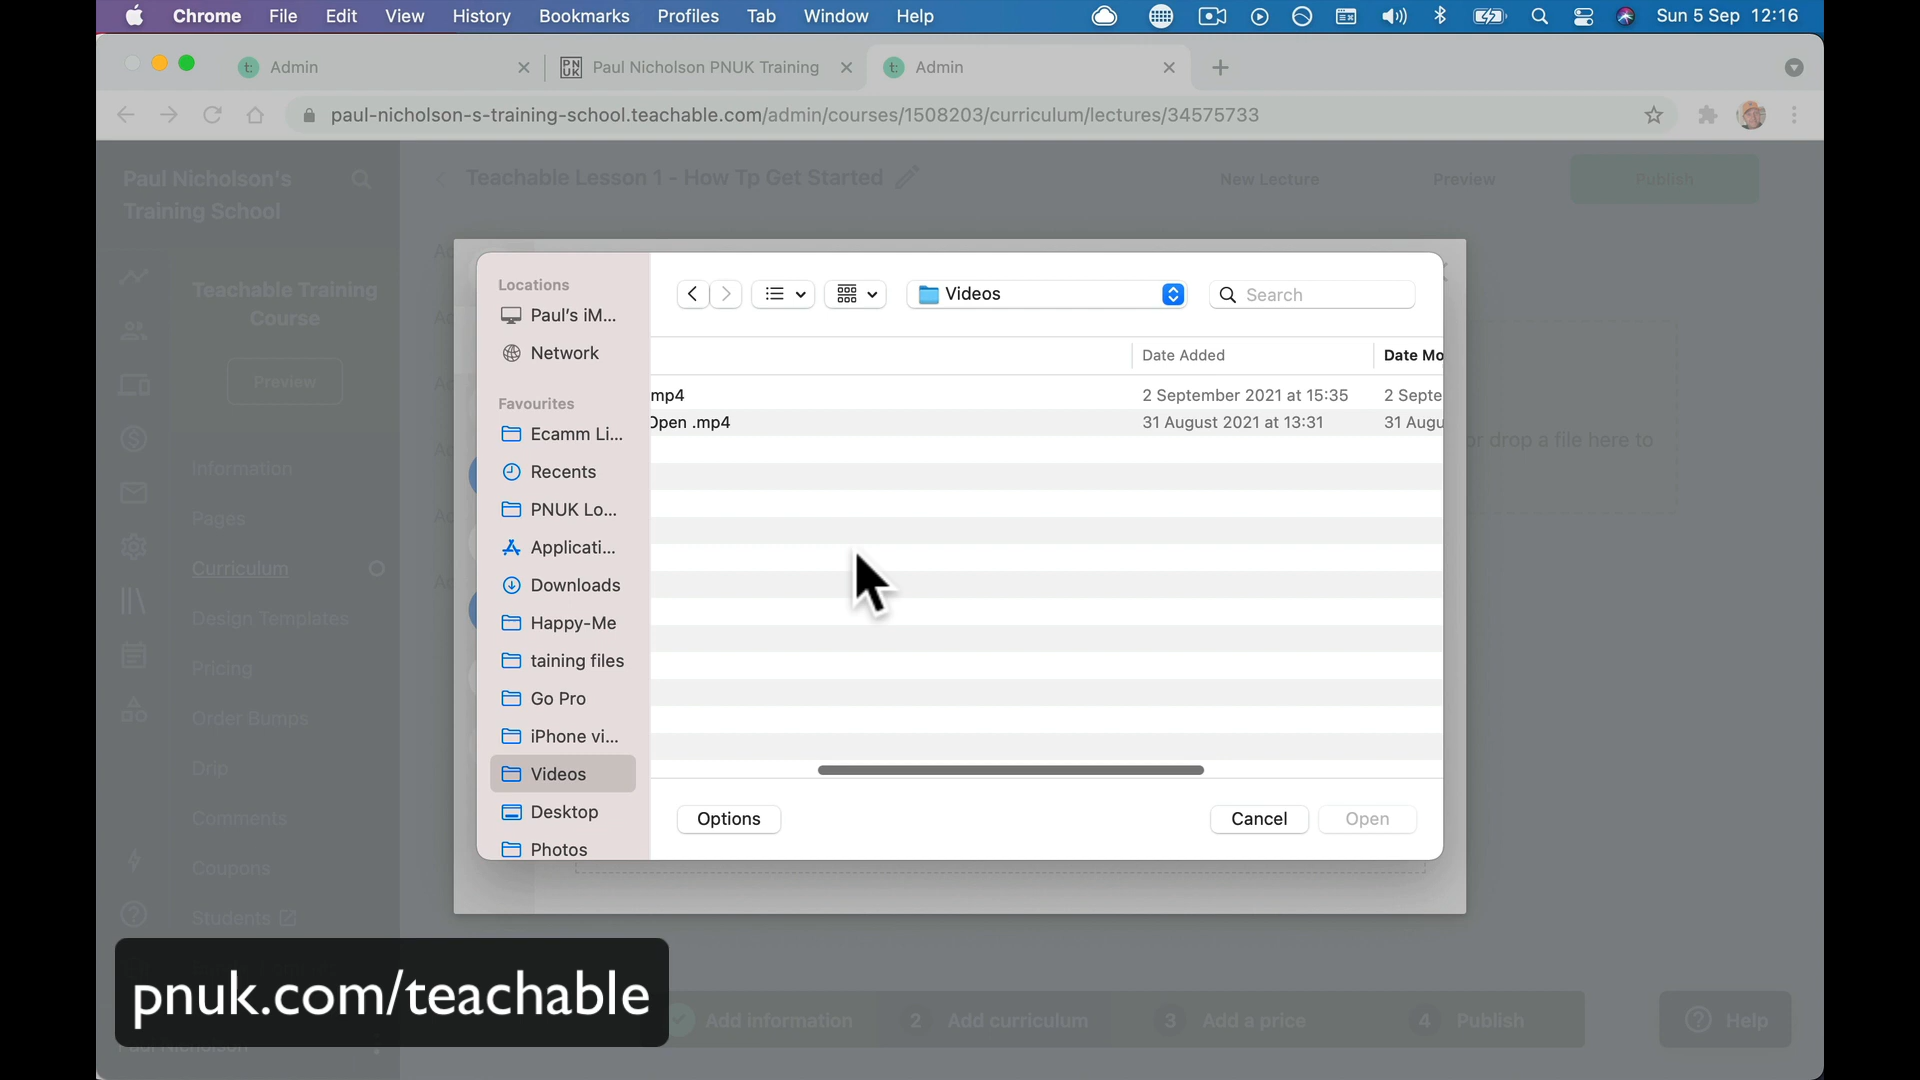 Chrome File Edit View History Bookmarks Profiles Tab Window Help Sun 5 Sep 12:16
t: Admin PN UK Paul Nicholson PNUK Training t: Admin
paul-nicholson-s-training-school.teachable.com/admin/courses/1508203/curriculum/lectures/34575733
Paul Nicholson's
Training School
Teachable Lesson 1 - How Tp Get Started New Lecture Preview Publish
Teachable Training
Course
Preview
Information
Pages
Curriculum
Design Templates
Pricing
Order Bumps
Drip
Comments
Coupons
Students
Locations
Paul's iM...
Network
Favourites
Ecamm Li...
Recents
PNUK Lo...
Applicati...
Downloads
Happy-Me
taining files
Go Pro
iPhone vi...
Videos
Desktop
Photos
Videos Search
Date Added Date Mo
mp4 2 September 2021 at 15:35 2 Septe
Open .mp4 31 August 2021 at 13:31 31 Augu
or drop a file here to
Options Cancel Open
pnuk.com/teachable
Add information 2 Add curriculum 3 Add a price 4 Publish Help
Paul Nicholson